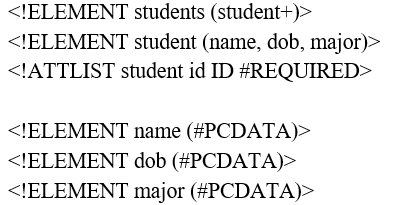 <!ELEMENT students (student+)>
<!ELEMENT student (name, dob, major)>
<!ATTLIST student id ID #REQUIRED>
<!ELEMENT name (#PCDATA)>
<!ELEMENT dob (#PCDATA)>
<!ELEMENT major (#PCDATA)>